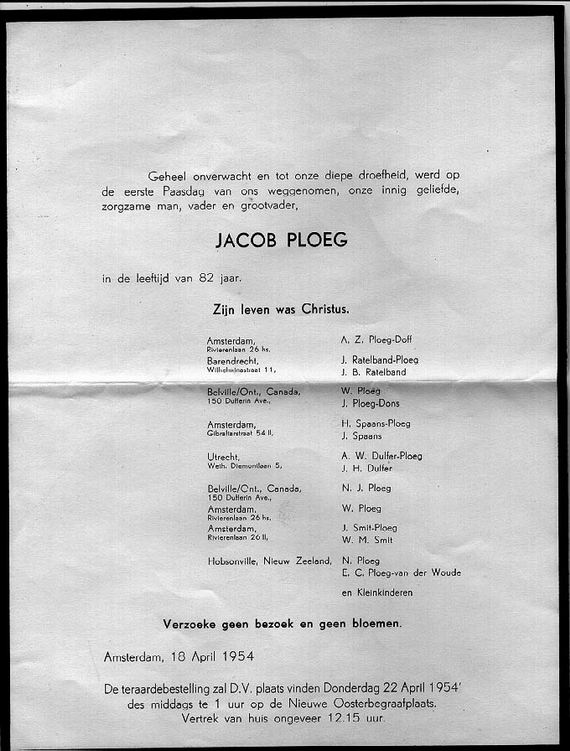 Geheel onverwacht en tot onze diepe droefheid, werd op
de eerste Paasdag van ons weggenomen, onze innig geliefde,
zorgzame man, vader en grootvader,
JACOB PLOEG
in de leeftijd van 82 jaar.
Zijn leven was Christus.
Amsterdam, A. Z. Ploeg-Doff
Rivierenlaan 26 hs.
Barendrecht, J. Ratelband-Ploeg
Wilhelminastraat 11, J. B. Ratelband
Belville/Ont., Canada, W. Ploeg
150 Dufferin Ave., J. Ploeg-Dons
Amsterdam, H. Spaans-Ploeg
Gibraltarstraat 54 II, J. Spaans
Utrecht, A. W. Dulfer-Ploeg
Weth. Diemontlaan 5, J. H. Dulfer
Belville/Ont., Canada, N. J. Ploeg
150 Dufferin Ave.,
Amsterdam, W. Ploeg
Rivierenlaan 26 hs.
Amsterdam, J. Smit-Ploeg
Rivierenlaan 26 II, W. M. Smit
Hobsonville, Nieuw Zeeland, N. Ploeg
E. C. Ploeg-van der Woude
en Kleinkinderen
Verzoeke geen bezoek en geen bloemen.
Amsterdam, 18 April 1954
De teraardebestelling zal D.V. plaats vinden Donderdag 22 April 1954'
des middags te 1 uur op de Nieuwe Oosterbegraafplaats.
Vertrek van huis ongeveer 12.15 uur.